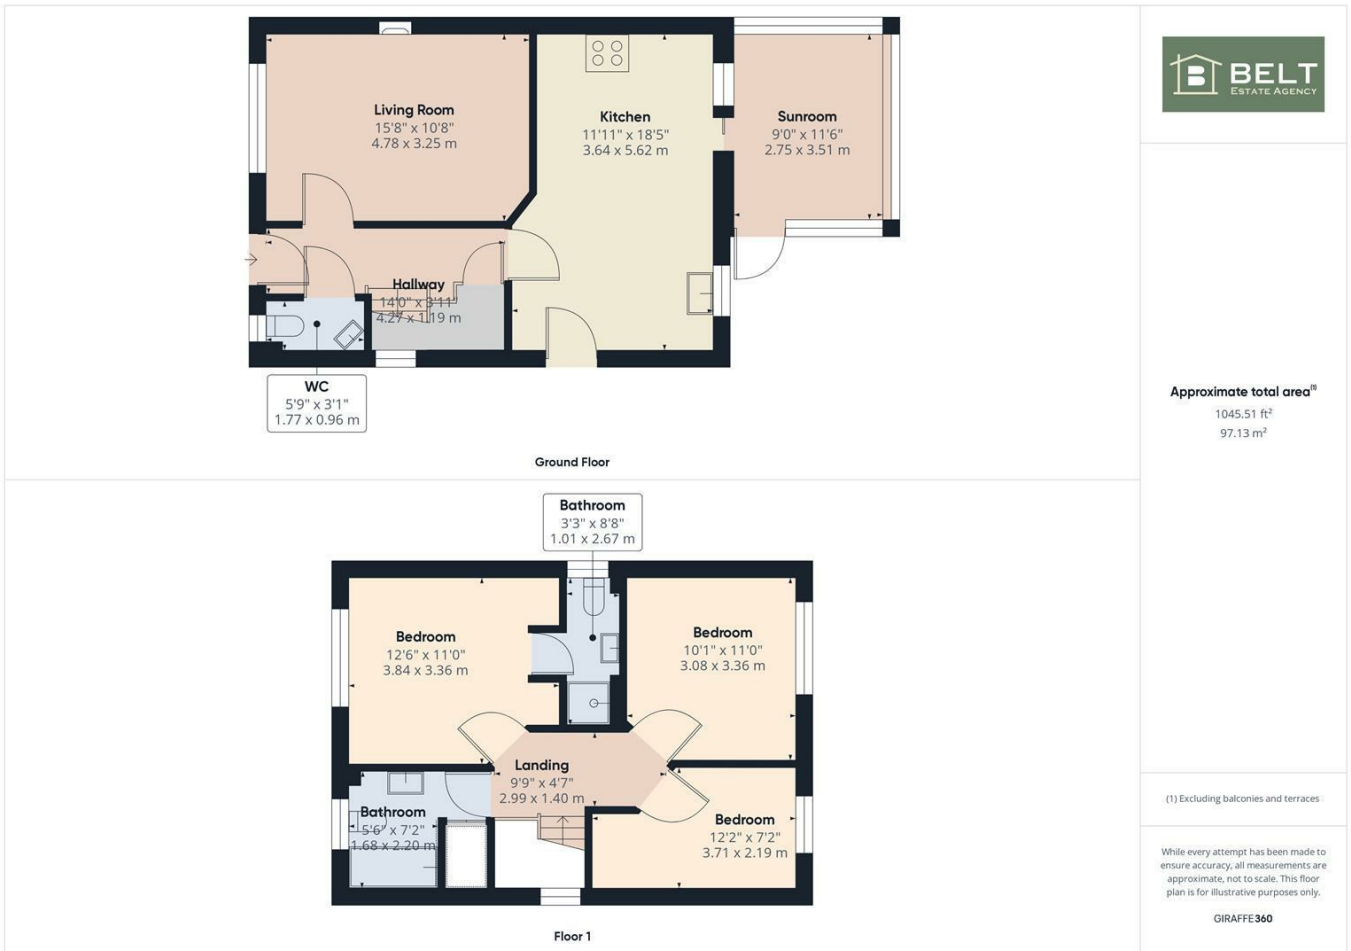 Living Room
15'8" x 10'8"
4.78 x 3.25 m
Kitchen
11'11" x 18'5"
3.64 x 5.62 m
Sunroom
9'0" x 11'6"
2.75 x 3.51 m
Hallway
14'0" x 3'11"
4.27 x 1.19 m
WC
5'9" x 3'1"
1.77 x 0.96 m
Ground Floor
Bathroom
3'3" x 8'8"
1.01 x 2.67 m
Bedroom
12'6" x 11'0"
3.84 x 3.36 m
Bedroom
10'1" x 11'0"
3.08 x 3.36 m
Landing
9'9" x 4'7"
2.99 x 1.40 m
Bathroom
5'6" x 7'2"
1.68 x 2.20 m
Bedroom
12'2" x 7'2"
3.71 x 2.19 m
Floor 1
B BELT
ESTATE AGENCY
Approximate total area⁽¹⁾
1045.51 ft²
97.13 m²
(1) Excluding balconies and terraces
While every attempt has been made to
ensure accuracy, all measurements are
approximate, not to scale. This floor
plan is for illustrative purposes only.
GIRAFFE360